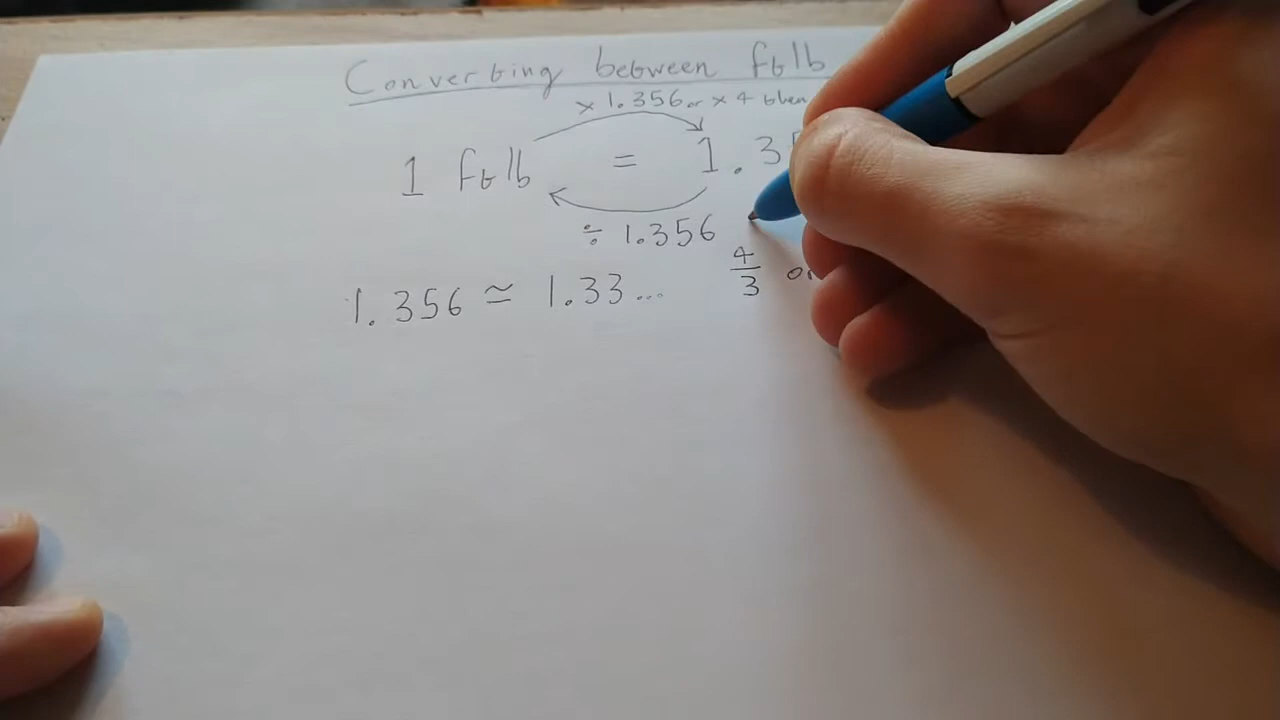 Converting between ftlb
× 1.356 or × 4 then
1 ftlb = 1.35
÷ 1.356
4/3 or
1.356 ≃ 1.33...